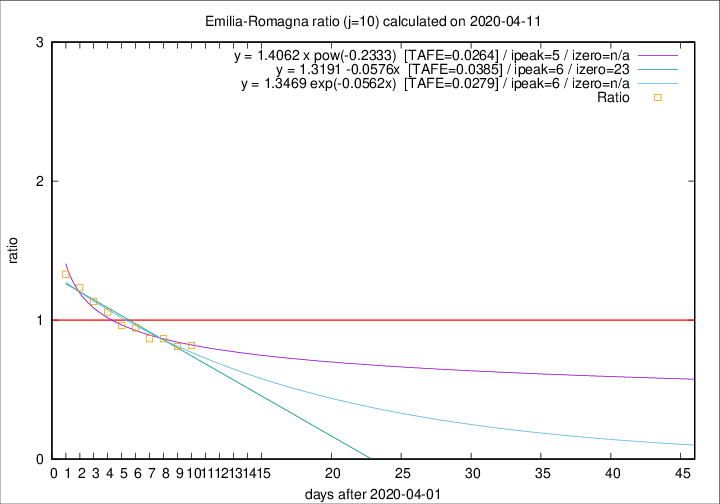 Emilia-Romagna ratio (j=10) calculated on 2020-04-11
y = 1.4062 x pow(-0.2333)  [TAFE=0.0264] / ipeak=5 / izero=n/a
y = 1.3191 -0.0576x  [TAFE=0.0385] / ipeak=6 / izero=23
y = 1.3469 exp(-0.0562x)  [TAFE=0.0279] / ipeak=6 / izero=n/a
Ratio
3
2
1
0
ratio
0 1 2 3 4 5 6 7 8 9 10 11 12 13 14 15 20 25 30 35 40 45
days after 2020-04-01